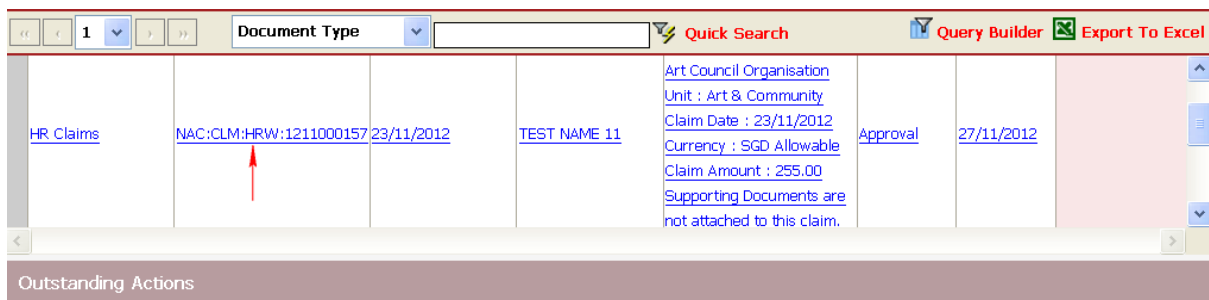 « ‹ 1 › » Document Type Quick Search Query Builder Export To Excel
Art Council Organisation
Unit : Art & Community
Claim Date : 23/11/2012
HR Claims NAC:CLM:HRW:1211000157 23/11/2012 TEST NAME 11 Currency : SGD Allowable Approval 27/11/2012
Claim Amount : 255.00
Supporting Documents are
not attached to this claim.
Outstanding Actions